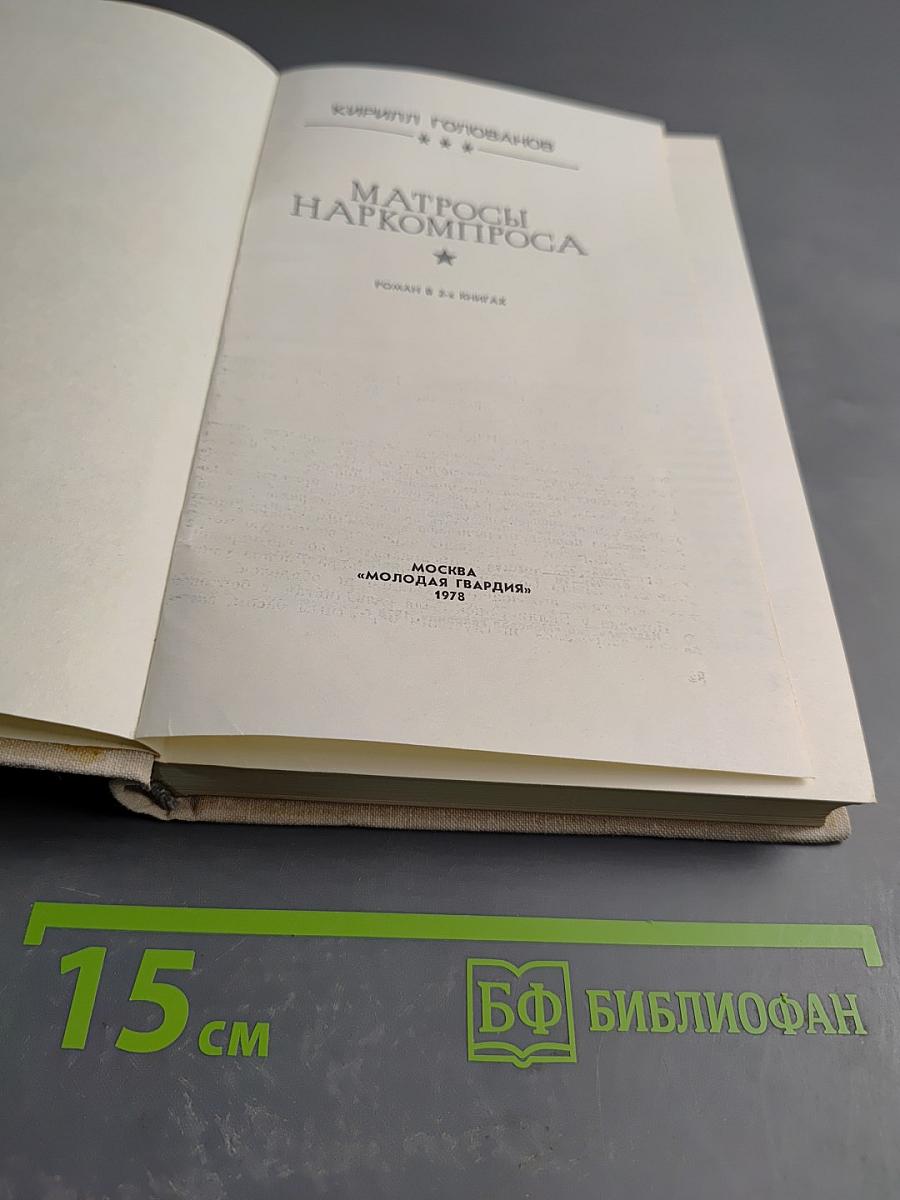 КИРИЛЛ ГОЛОВАНОВ
* * *
МАТРОСЫ
НАРКОМПРОСА
★
РОМАН В 2-х КНИГАХ
МОСКВА
«МОЛОДАЯ ГВАРДИЯ»
1978
15 см
БФ БИБЛИОФАН